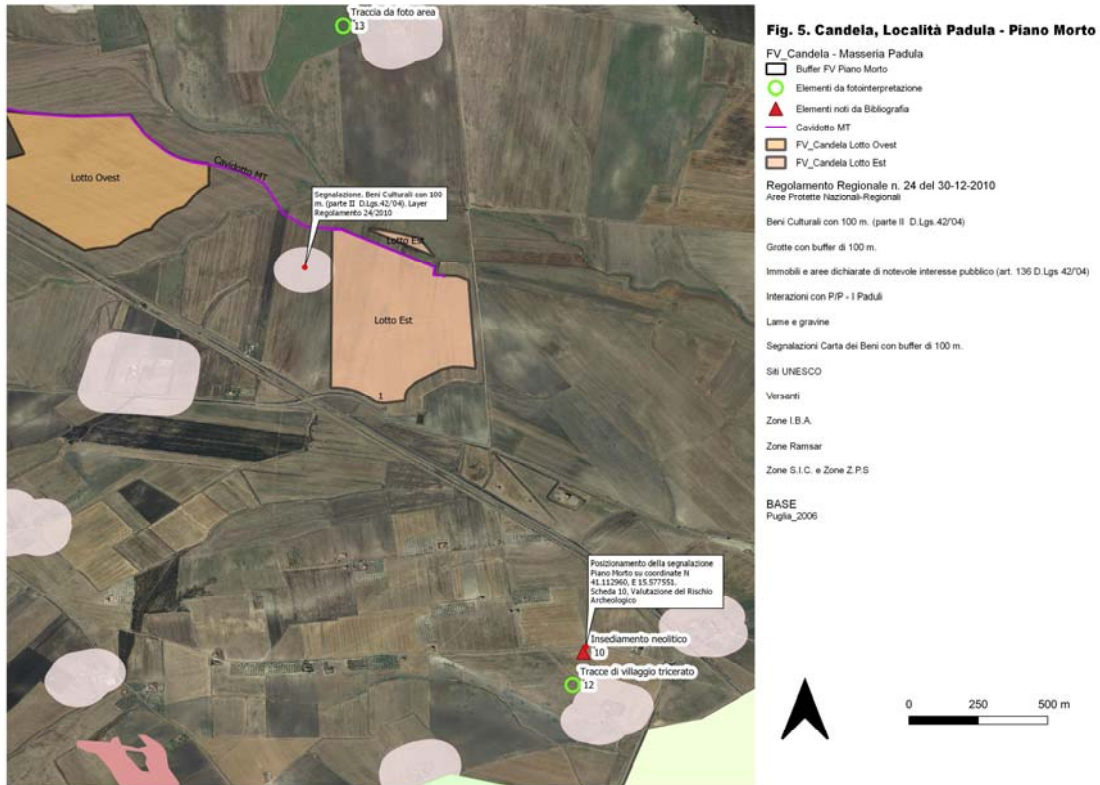 Traccia da foto area
13
Cavidotto MT
Lotto Ovest
Segnalazione. Beni Culturali con 100
m. (parte II D.Lgs.42/'04). Layer
Regolamento 24/2010
Lotto Est
Lotto Est
1
Posizionamento della segnalazione
Piano Morto su coordinate N
41.112960, E 15.577551.
Scheda 10, Valutazione del Rischio
Archeologico
Insediamento neolitico
10
Tracce di villaggio tricerato
12
Fig. 5. Candela, Località Padula - Piano Morto
FV_Candela - Masseria Padula
Buffer FV Piano Morto
Elementi da fotointerpretazione
Elementi noti da Bibliografia
Cavidotto MT
FV_Candela Lotto Ovest
FV_Candela Lotto Est
Regolamento Regionale n. 24 del 30-12-2010
Aree Protette Nazionali-Regionali
Beni Culturali con 100 m. (parte II D.Lgs.42/'04)
Grotte con buffer di 100 m.
Immobili e aree dichiarate di notevole interesse pubblico (art. 136 D.Lgs 42/'04)
Interazioni con P/P - I Paduli
Lame e gravine
Segnalazioni Carta dei Beni con buffer di 100 m.
Siti UNESCO
Versanti
Zone I.B.A.
Zone Ramsar
Zone S.I.C. e Zone Z.P.S
BASE
Puglia_2006
0 250 500 m